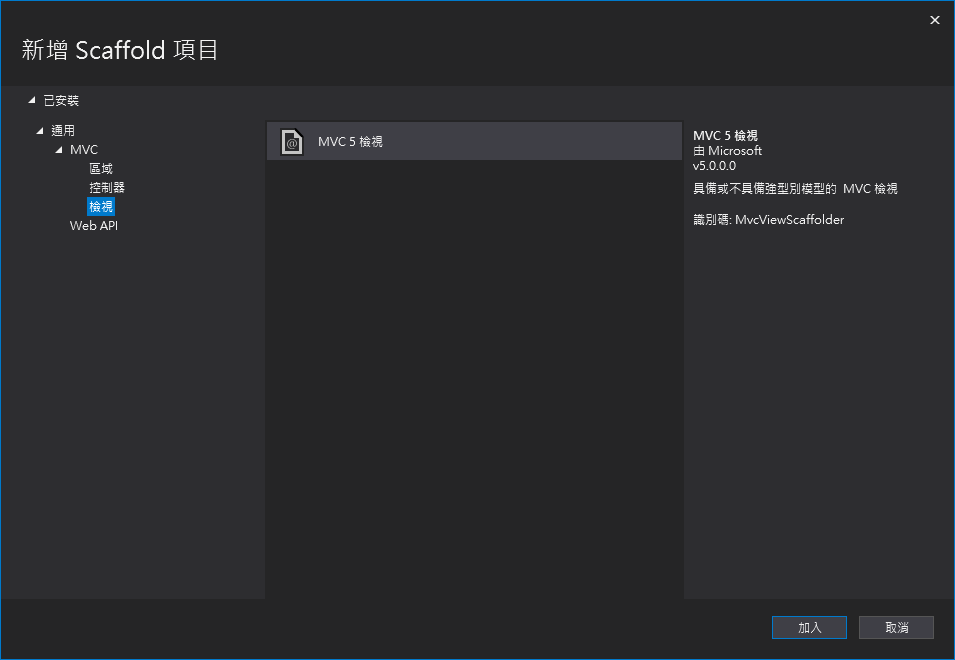 新增 Scaffold 項目
已安裝
通用
MVC
區域
控制器
檢視
Web API
MVC 5 檢視
MVC 5 檢視
由 Microsoft
v5.0.0.0
具備或不具備強型別模型的 MVC 檢視
識別碼: MvcViewScaffolder
加入
取消